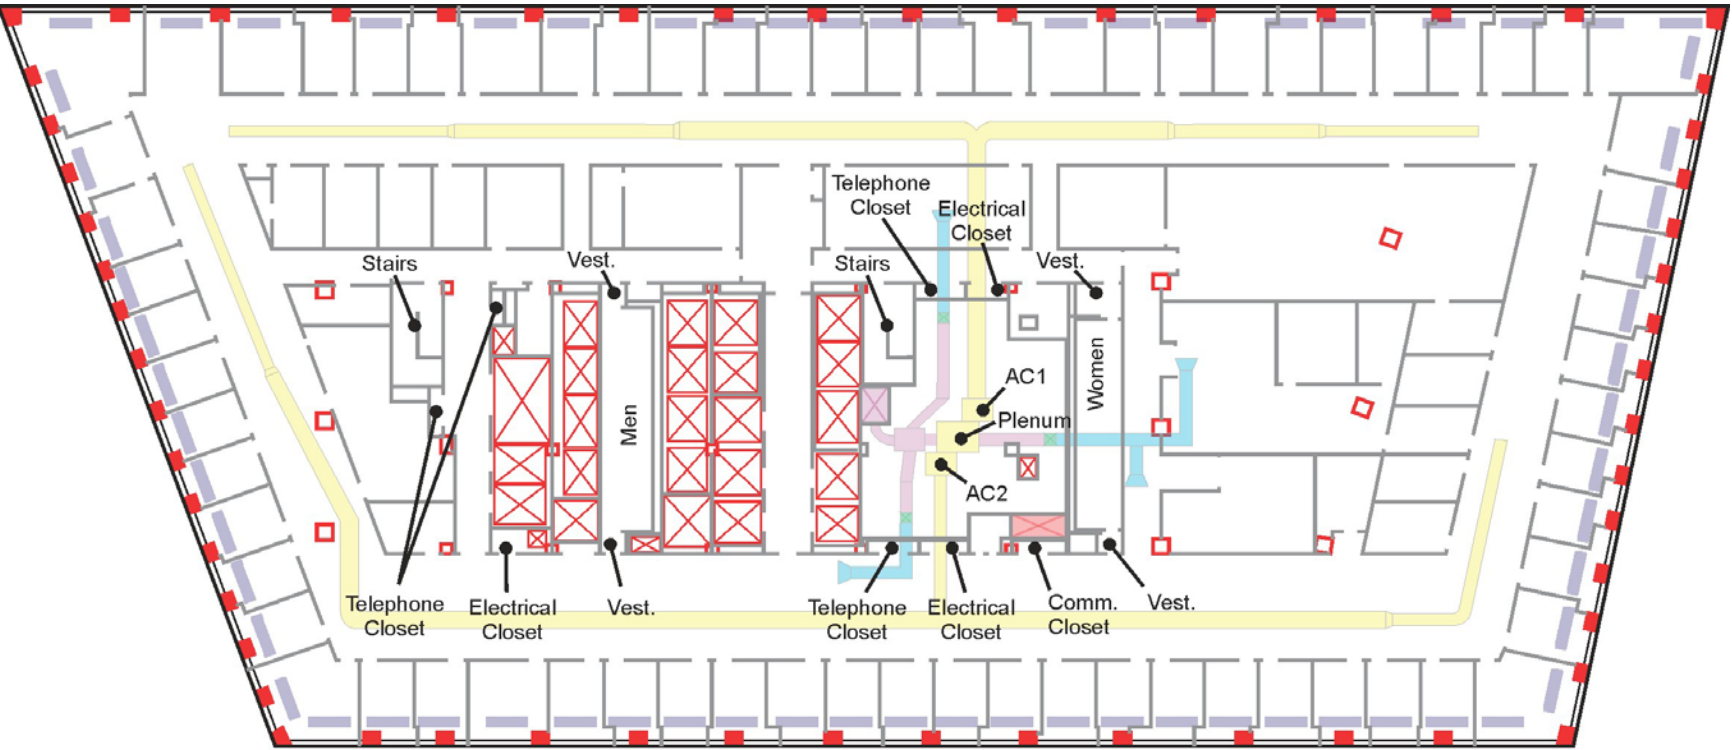 Telephone
Closet
Electrical
Closet
Stairs
Vest.
Stairs
Vest.
Women
AC1
Plenum
Men
AC2
Telephone
Closet
Electrical
Closet
Vest.
Telephone
Closet
Electrical
Closet
Comm.
Closet
Vest.